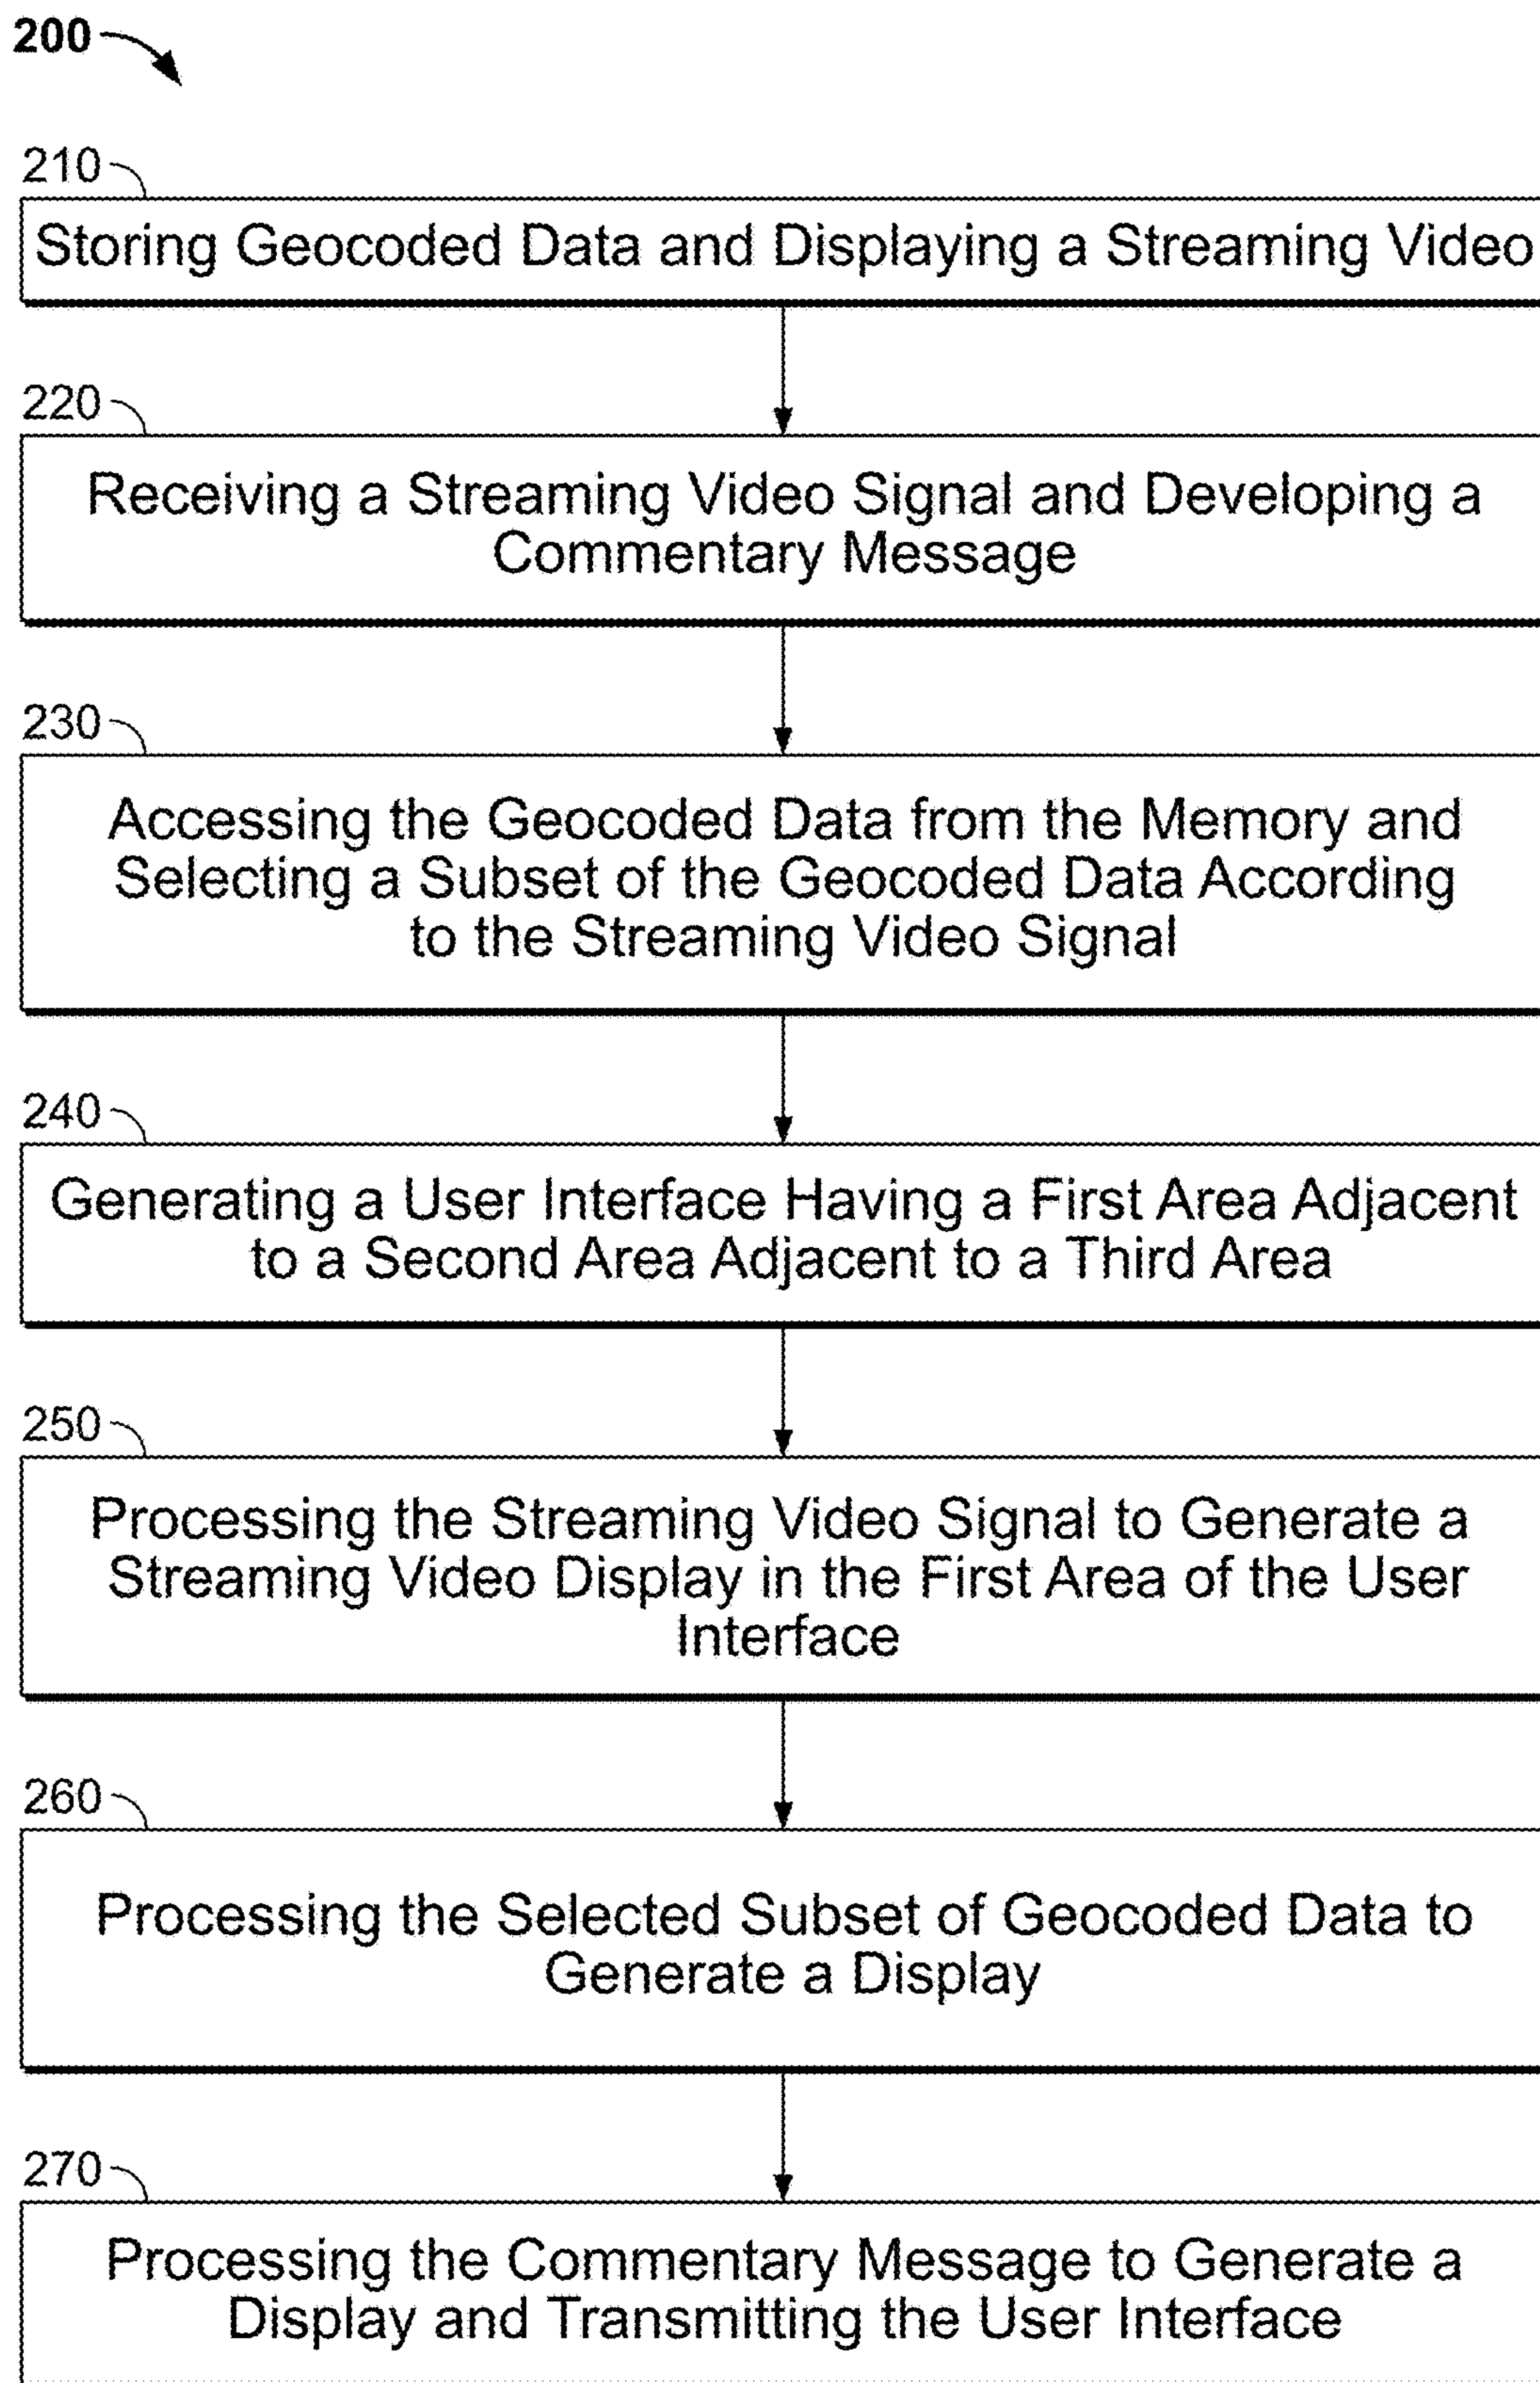 200
210
Storing Geocoded Data and Displaying a Streaming Video
220
Receiving a Streaming Video Signal and Developing a
Commentary Message
230
Accessing the Geocoded Data from the Memory and
Selecting a Subset of the Geocoded Data According
to the Streaming Video Signal
240
Generating a User Interface Having a First Area Adjacent
to a Second Area Adjacent to a Third Area
250
Processing the Streaming Video Signal to Generate a
Streaming Video Display in the First Area of the User
Interface
260
Processing the Selected Subset of Geocoded Data to
Generate a Display
270
Processing the Commentary Message to Generate a
Display and Transmitting the User Interface